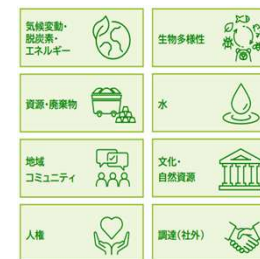 気候変動・
脱炭素・
エネルギー
生物多様性
資源・廃棄物
水
地域
コミュニティ
文化・
自然資源
人権
調達(社外)